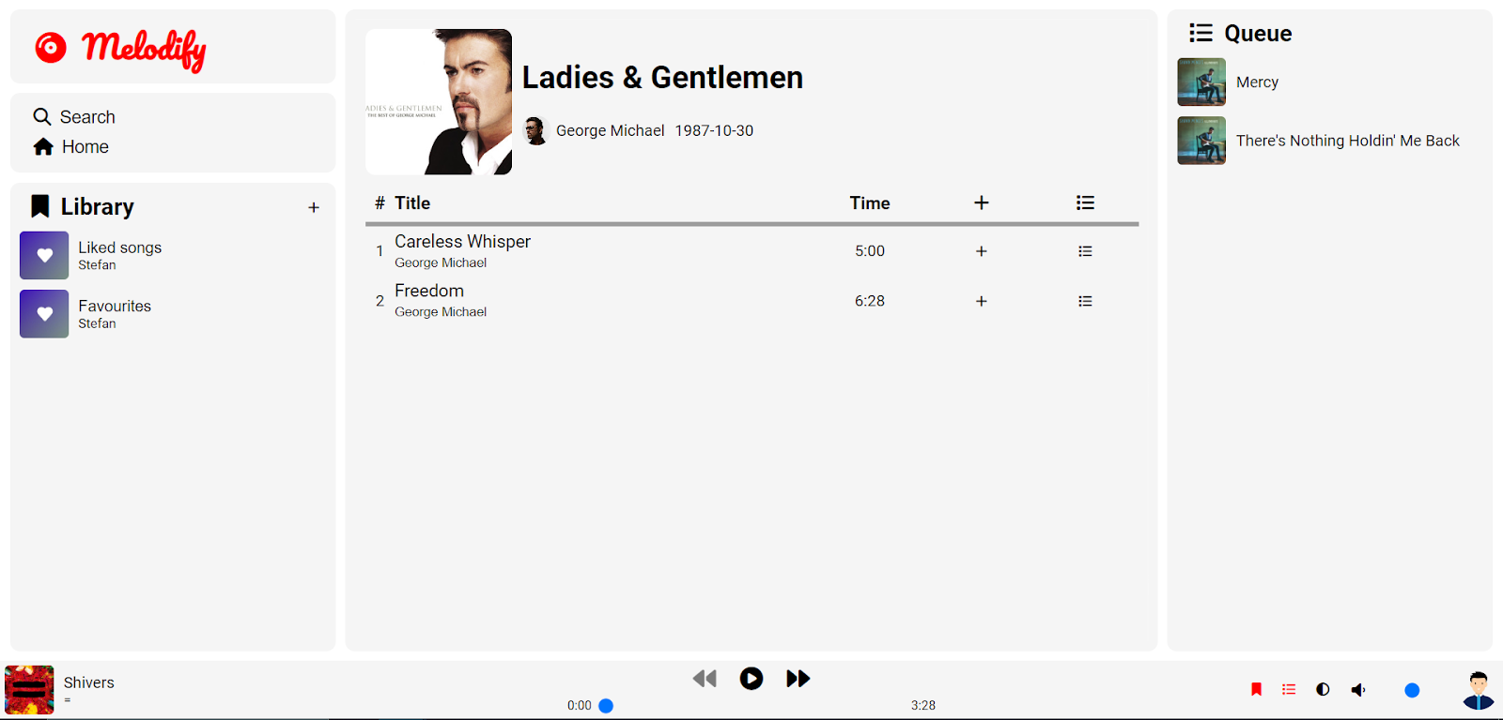 Melodify
Search
Home
Library +
Liked songs
Stefan
Favourites
Stefan
LADIES & GENTLEMEN
THE BEST OF GEORGE MICHAEL
Ladies & Gentlemen
George Michael 1987-10-30
# Title Time +
1 Careless Whisper 5:00 +
George Michael
2 Freedom 6:28 +
George Michael
Queue
Mercy
There's Nothing Holdin' Me Back
Shivers
=
0:00 3:28